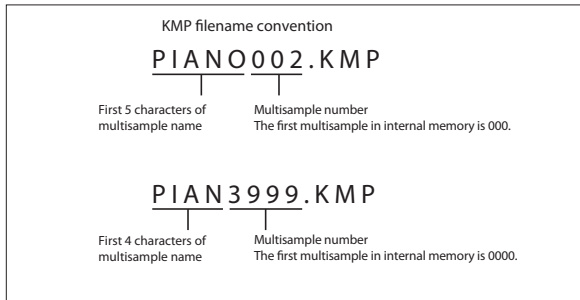 KMP filename convention
PIANO002.KMP
First 5 characters of multisample name
Multisample number
The first multisample in internal memory is 000.
PIAN3999.KMP
First 4 characters of multisample name
Multisample number
The first multisample in internal memory is 0000.